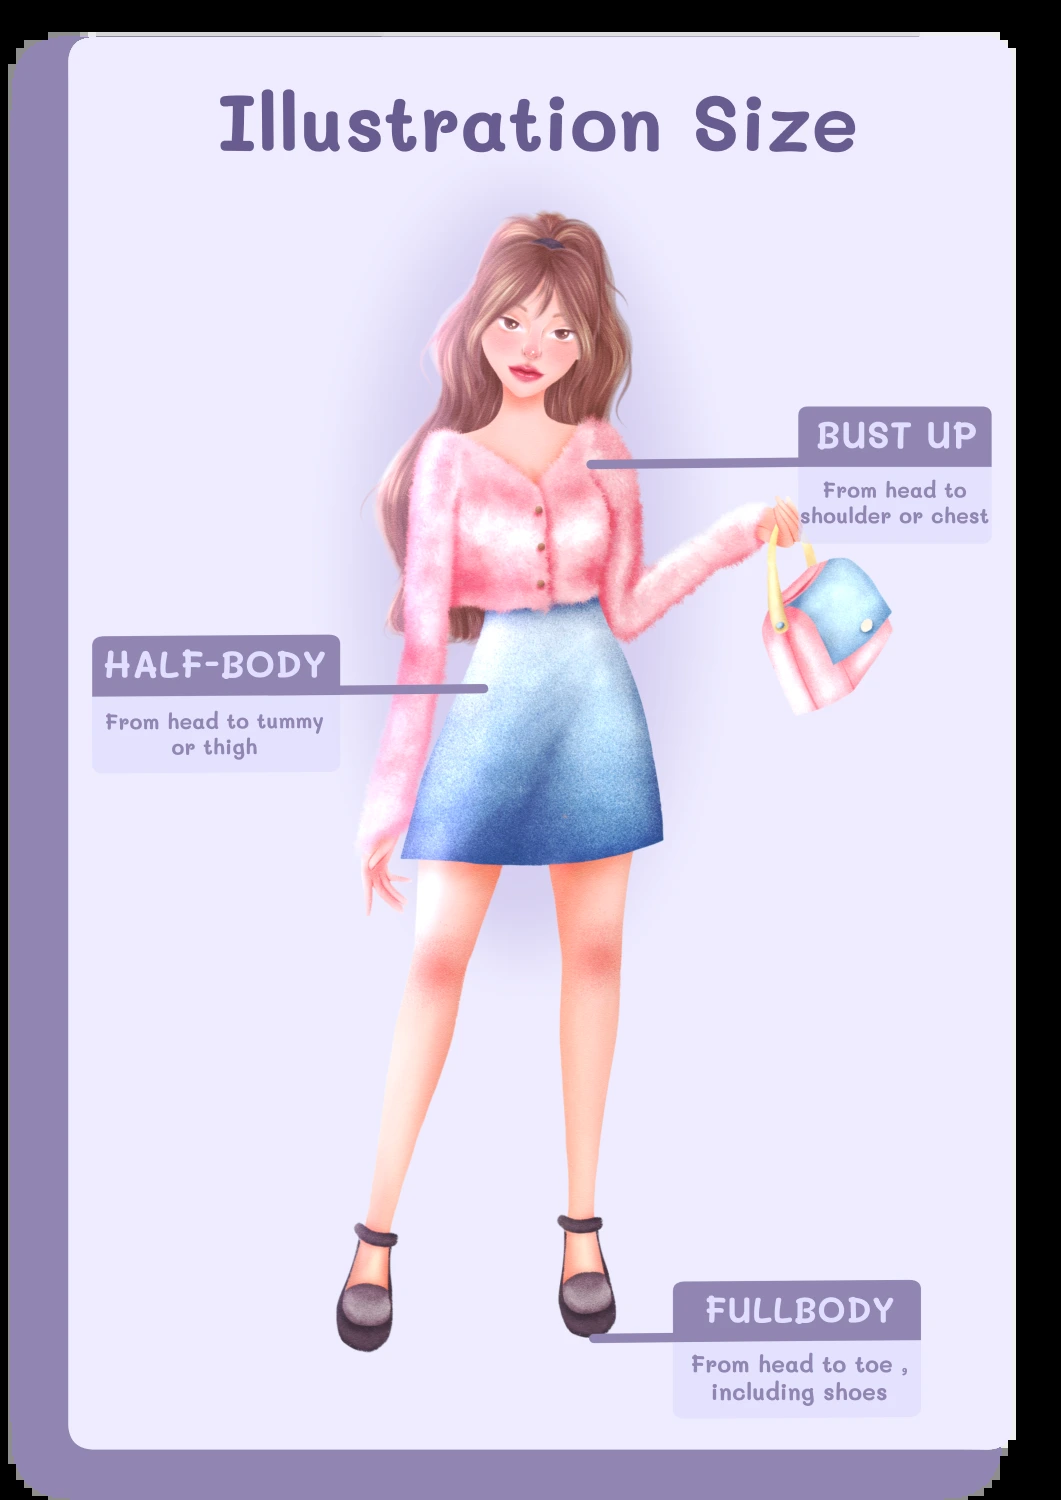 Illustration Size
BUST UP
From head to
shoulder or chest
HALF-BODY
From head to tummy
or thigh
FULLBODY
From head to toe ,
including shoes